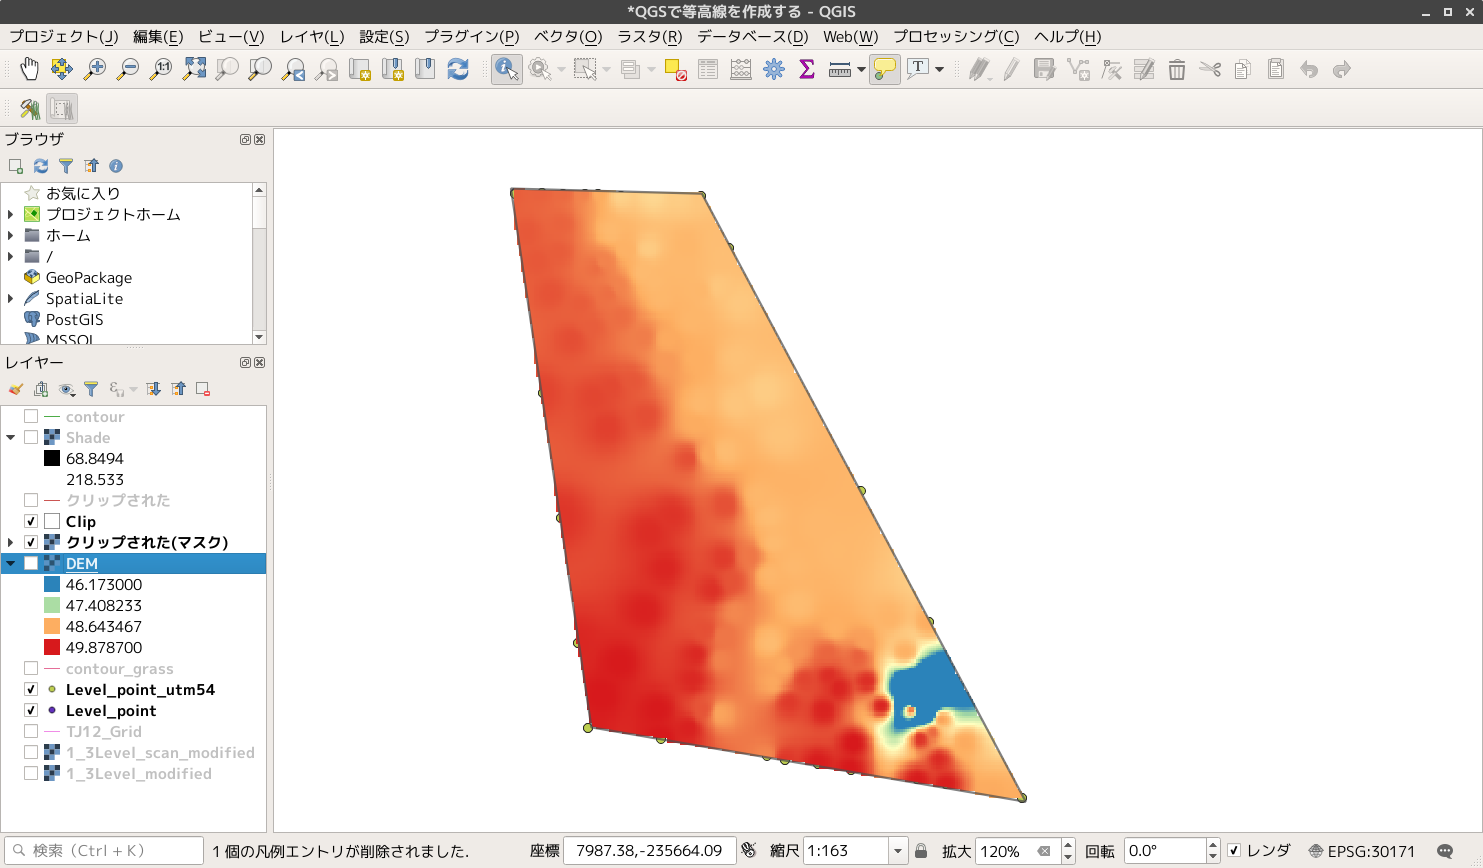 *QGSで等高線を作成する - QGIS
プロジェクト(J) 編集(E) ビュー(V) レイヤ(L) 設定(S) プラグイン(P) ベクタ(O) ラスタ(R) データベース(D) Web(W) プロセッシング(C) ヘルプ(H)
ブラウザ
お気に入り
プロジェクトホーム
ホーム
/
GeoPackage
SpatiaLite
PostGIS
MSSQL
レイヤー
contour
Shade
68.8494
218.533
クリップされた
Clip
クリップされた(マスク)
DEM
46.173000
47.408233
48.643467
49.878700
contour_grass
Level_point_utm54
Level_point
TJ12_Grid
1_3Level_scan_modified
1_3Level_modified
検索 (Ctrl + K) 1 個の凡例エントリが削除されました. 座標 7987.38,-235664.09 縮尺 1:163 拡大 120% 回転 0.0° レンダ EPSG:30171